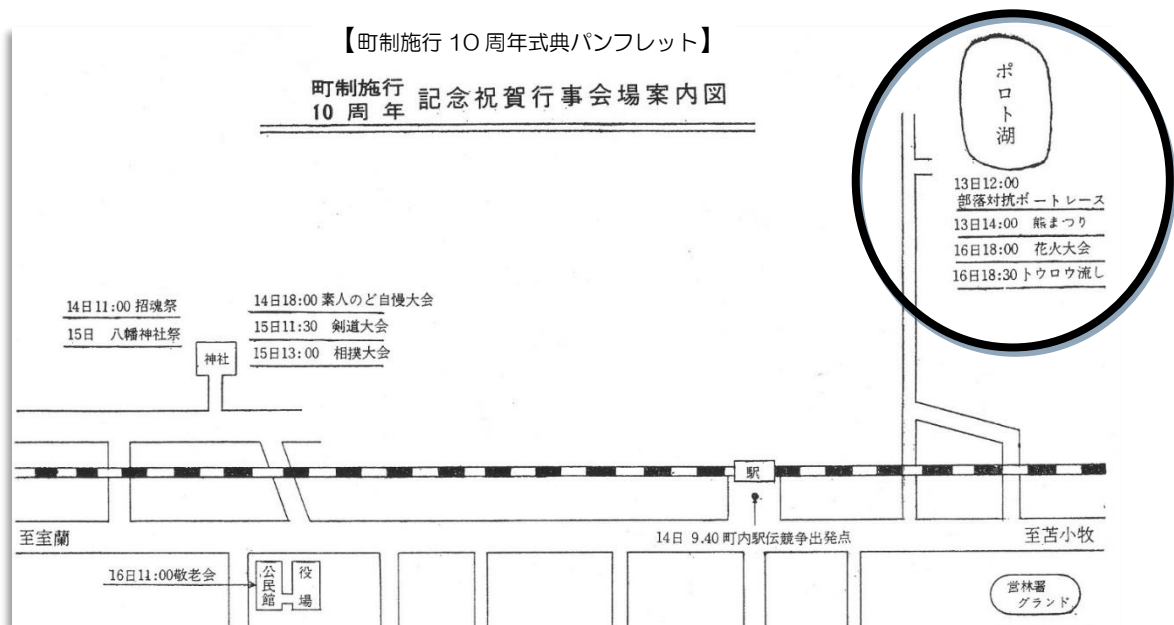 【町制施行 10 周年式典パンフレット】
町制施行
10 周 年
記念祝賀行事会場案内図
ポロト湖
13日12:00
部落対抗ボートレース
13日14:00 熊まつり
16日18:00 花火大会
16日18:30トウロウ流し
14日11:00 招魂祭
15日 八幡神社祭
14日18:00素人のど自慢大会
15日11:30 剣道大会
15日13:00 相撲大会
神社
駅
至室蘭
14日 9.40 町内駅伝競争出発点
至苫小牧
16日11:00敬老会
公民館
役場
営林署
グランド